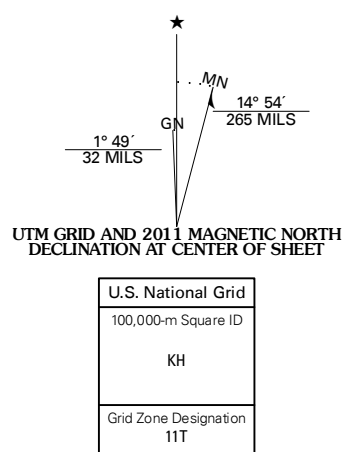 MN
GN
14° 54´
265 MILS
1° 49´
32 MILS
UTM GRID AND 2011 MAGNETIC NORTH
DECLINATION AT CENTER OF SHEET
U.S. National Grid
100,000-m Square ID
KH
Grid Zone Designation
11T